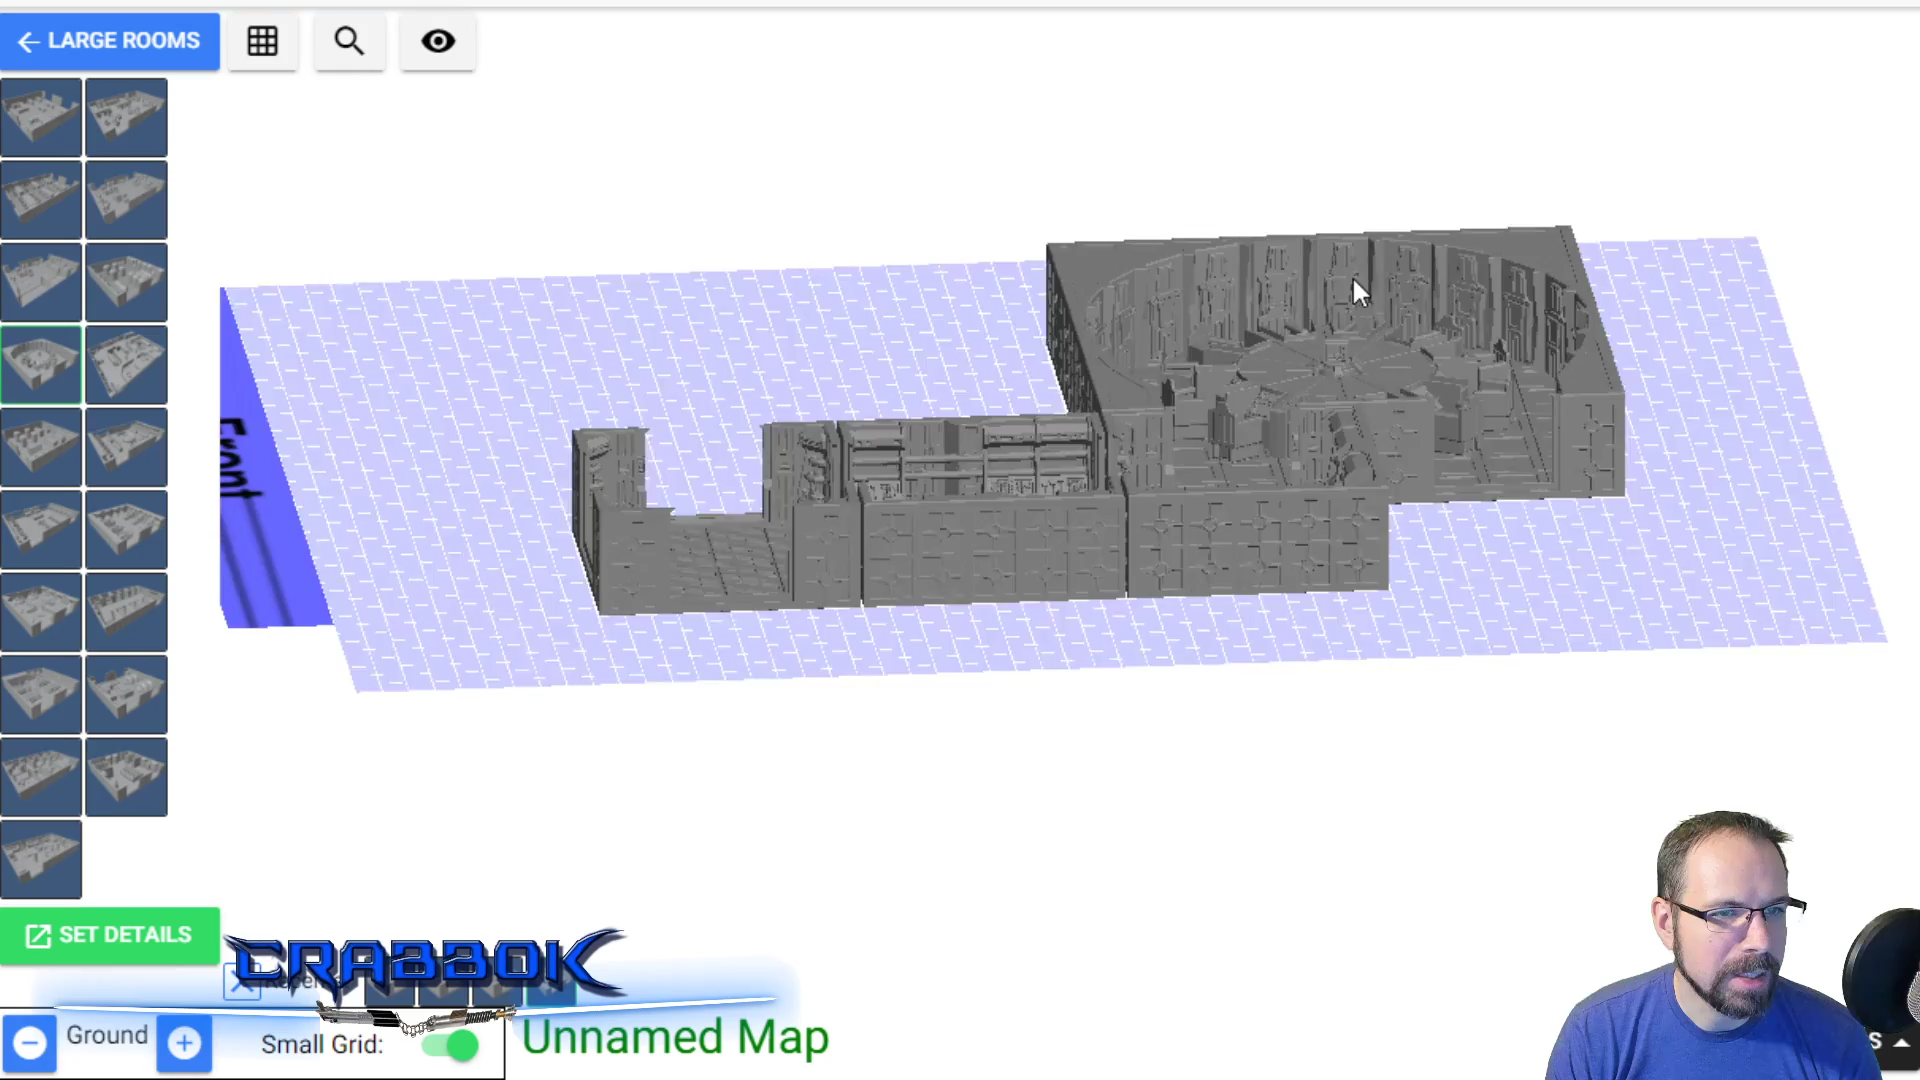 LARGE ROOMS
Front
SET DETAILS
CRABBOK
Ground
Small Grid:
Unnamed Map
S